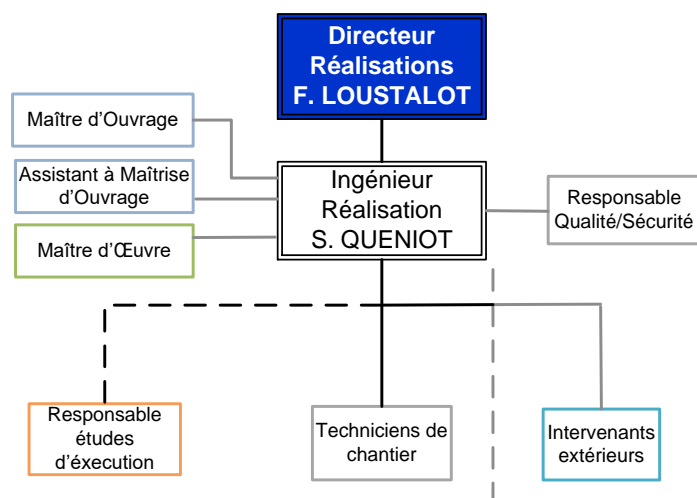 Directeur
Réalisations
F. LOUSTALOT
Maître d'Ouvrage
Assistant à Maîtrise
d'Ouvrage
Maître d'Œuvre
Ingénieur
Réalisation
S. QUENIOT
Responsable
Qualité/Sécurité
Responsable
études
d'éxecution
Techniciens de
chantier
Intervenants
extérieurs